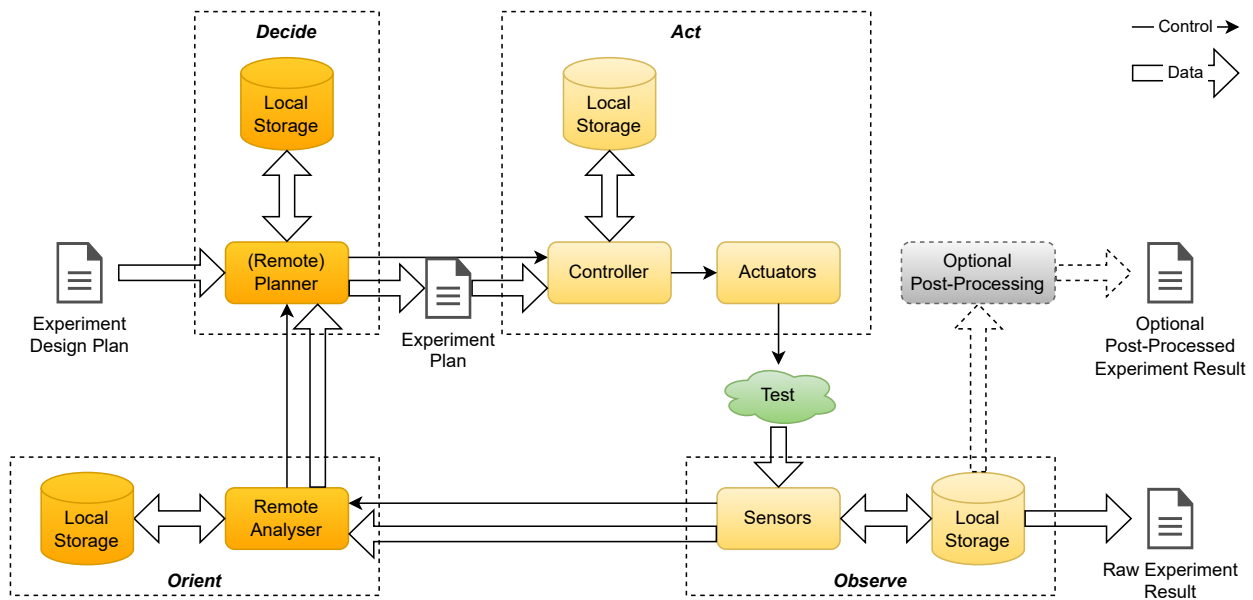 Decide
Act
Control
Data
Local
Storage
Local
Storage
(Remote)
Planner
Controller
Actuators
Optional
Post-Processing
Experiment
Design Plan
Experiment
Plan
Optional
Post-Processed
Experiment Result
Test
Local
Storage
Remote
Analyser
Sensors
Local
Storage
Orient
Observe
Raw Experiment
Result